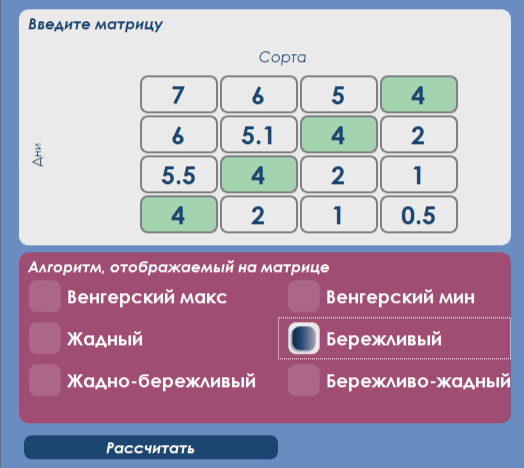 Введите матрицу
Сорта
7 6 5 4
6 5.1 4 2
Дни
5.5 4 2 1
4 2 1 0.5
Алгоритм, отображаемый на матрице
Венгерский макс Венгерский мин
Жадный Бережливый
Жадно-бережливый Бережливо-жадный
Рассчитать